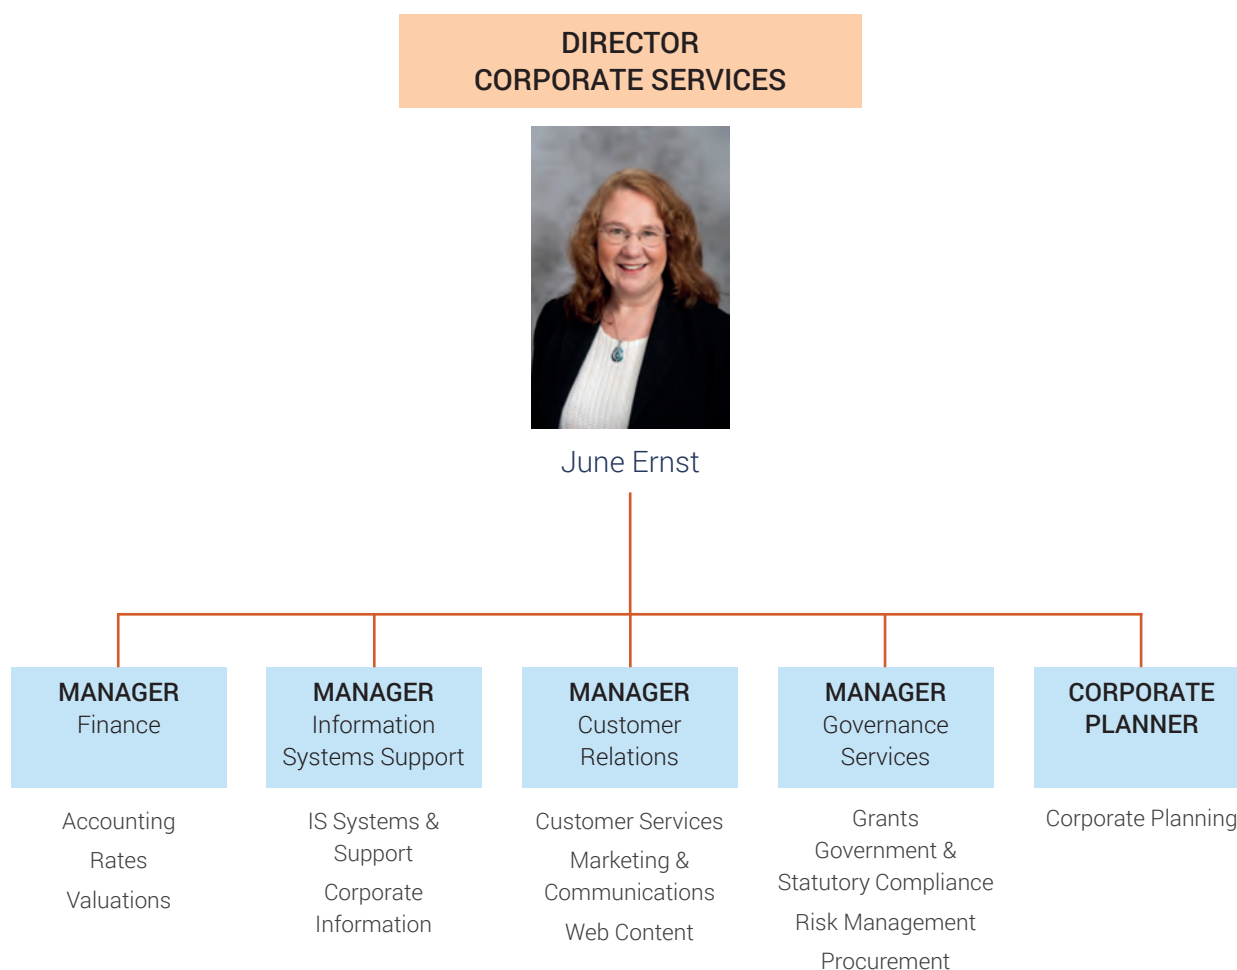 DIRECTOR
CORPORATE SERVICES
June Ernst
MANAGER
Finance
Accounting
Rates
Valuations
MANAGER
Information
Systems Support
IS Systems &
Support
Corporate
Information
MANAGER
Customer
Relations
Customer Services
Marketing &
Communications
Web Content
MANAGER
Governance
Services
Grants
Government &
Statutory Compliance
Risk Management
Procurement
CORPORATE
PLANNER
Corporate Planning